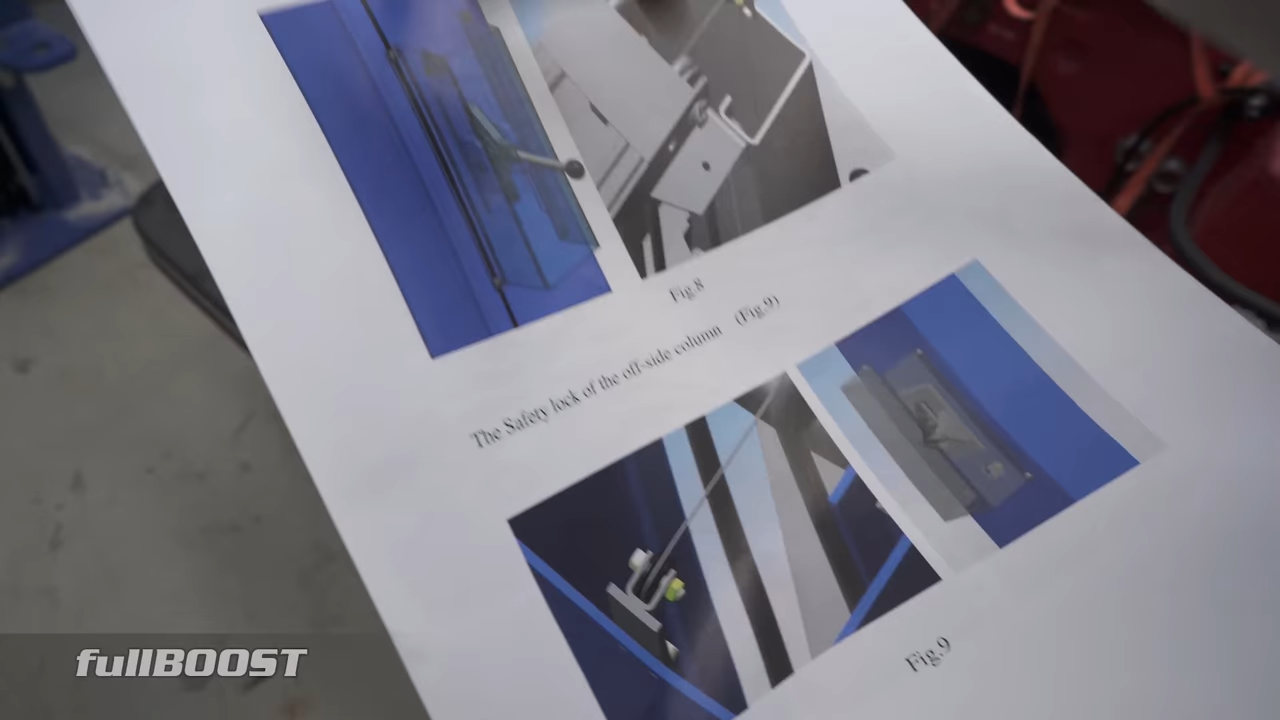 Fig.8
The Safety lock of the off-side column (Fig.9)
Fig.9
fullBOOST